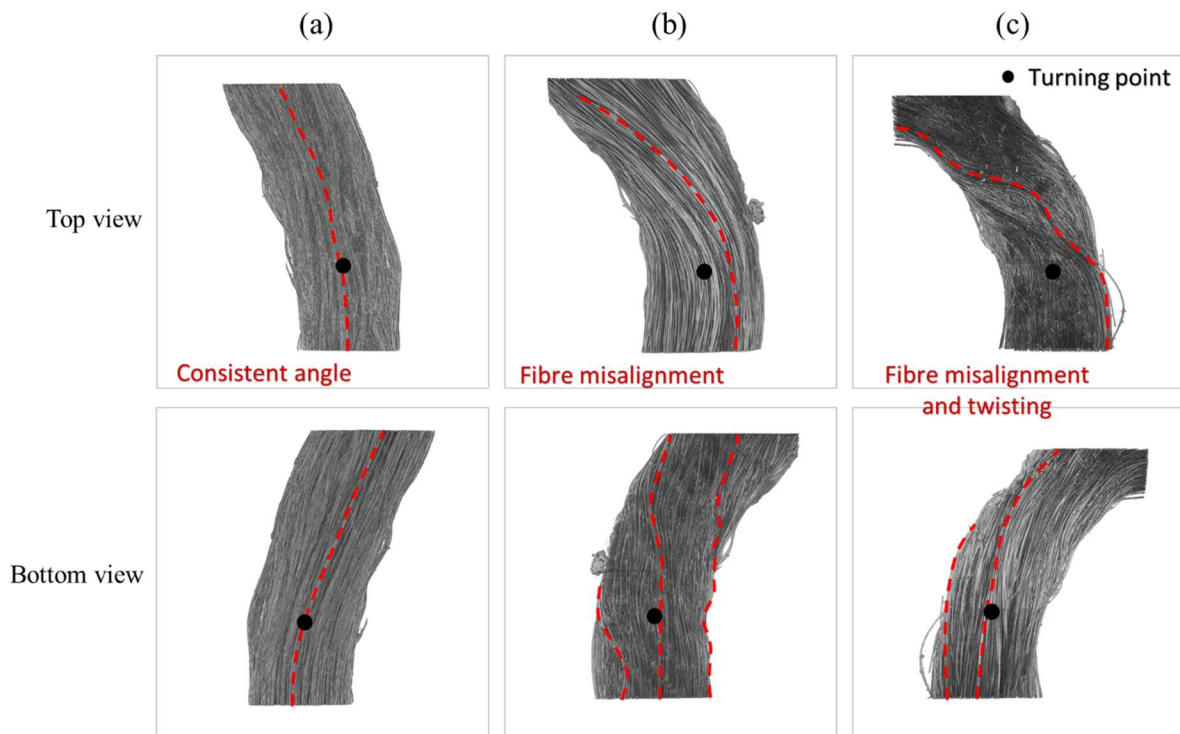 (a)
(b)
(c)
Turning point
Top view
Consistent angle
Fibre misalignment
Fibre misalignment
and twisting
Bottom view